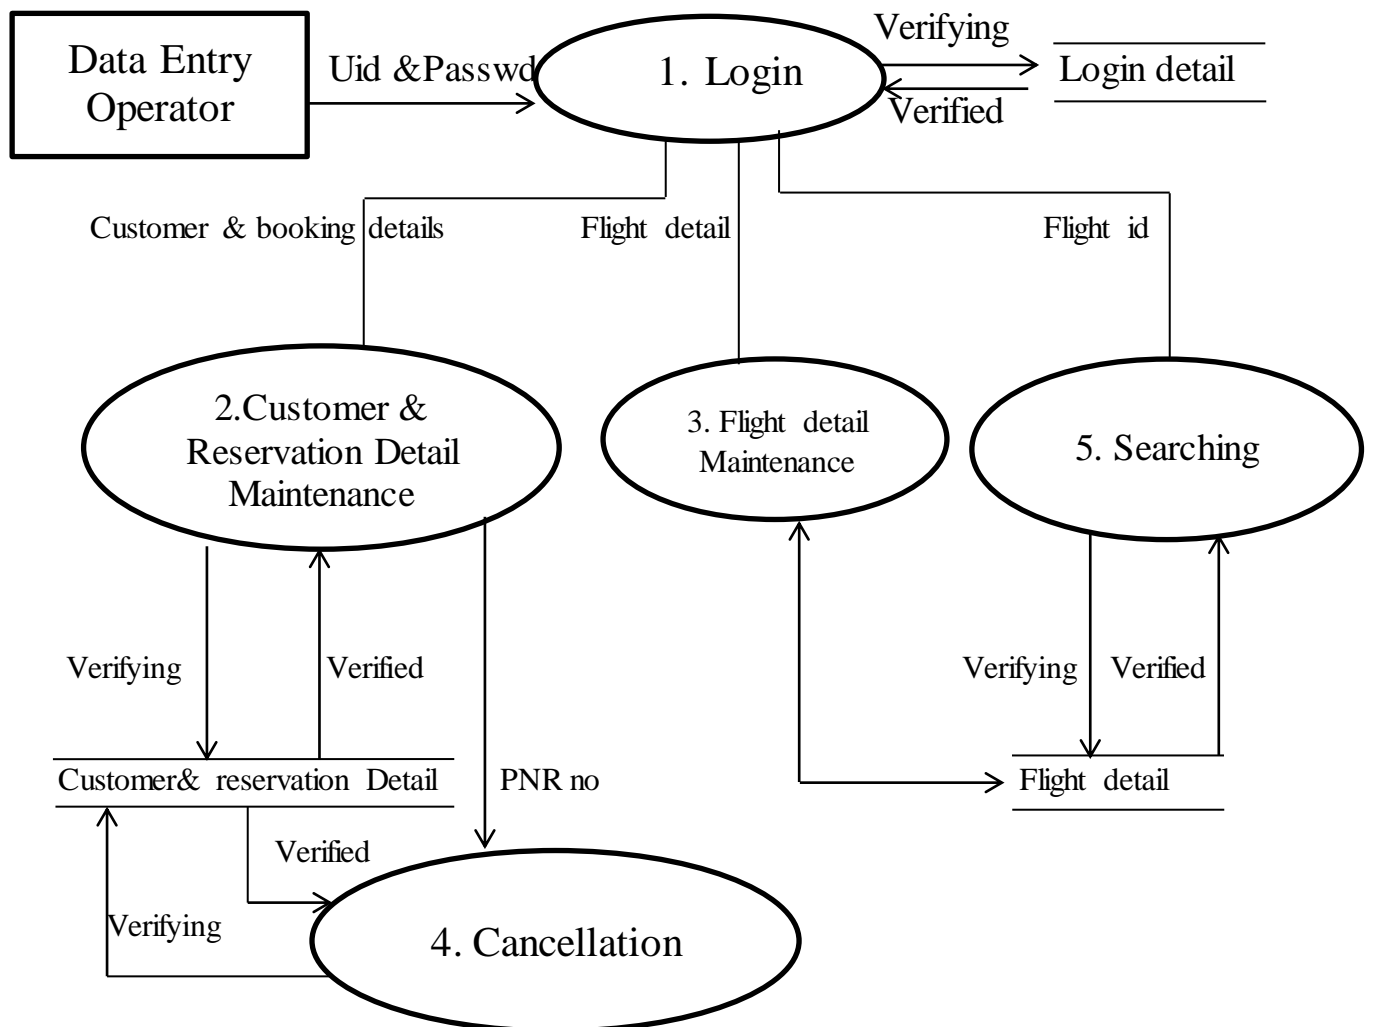 Data Entry
Operator
Uid &Passwd
1. Login
Verifying
Verified
Login detail
Customer & booking details
Flight detail
Flight id
2.Customer &
Reservation Detail
Maintenance
3. Flight detail
Maintenance
5. Searching
Verifying
Verified
Verifying
Verified
Customer& reservation Detail
PNR no
Flight detail
Verified
Verifying
4. Cancellation